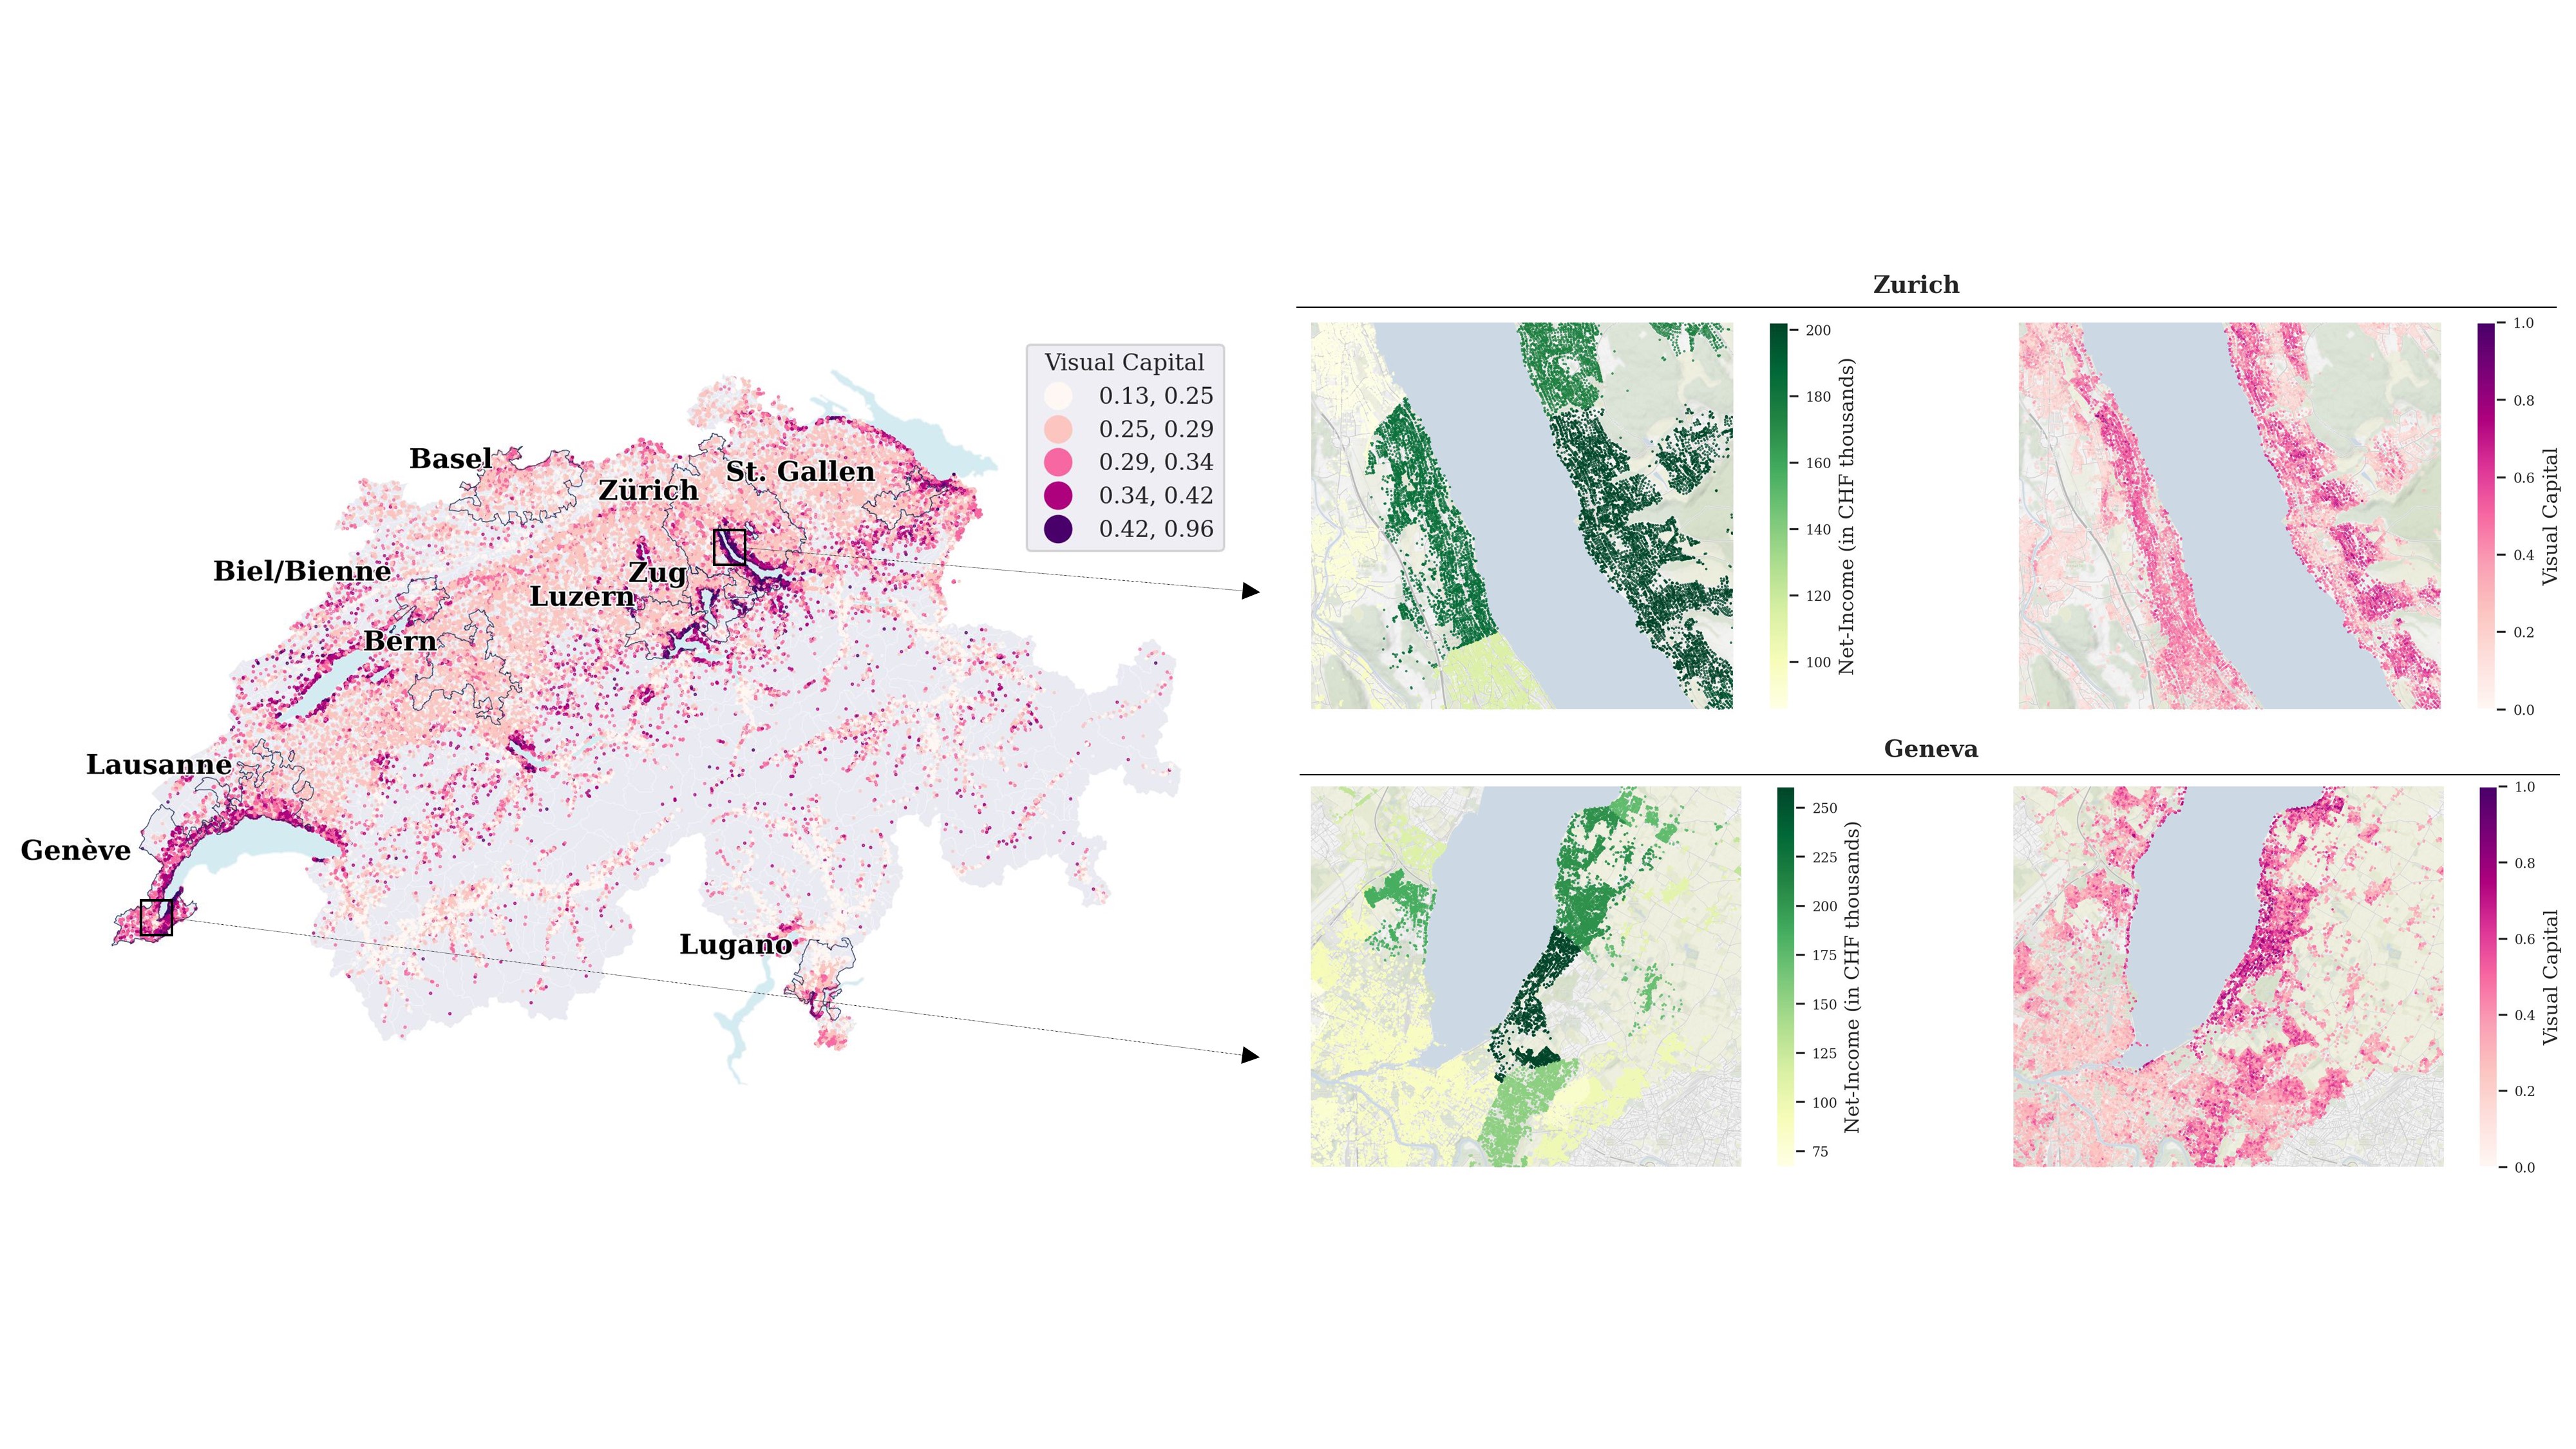 Visual Capital
0.13, 0.25
0.25, 0.29
0.29, 0.34
0.34, 0.42
0.42, 0.96
Basel
Zürich
St. Gallen
Biel/Bienne
Zug
Luzern
Bern
Lausanne
Genève
Lugano
Zurich
200
180
160
140
120
100
Net-Income (in CHF thousands)
1.0
0.8
0.6
0.4
0.2
0.0
Visual Capital
Geneva
250
225
200
175
150
125
100
75
Net-Income (in CHF thousands)
1.0
0.8
0.6
0.4
0.2
0.0
Visual Capital